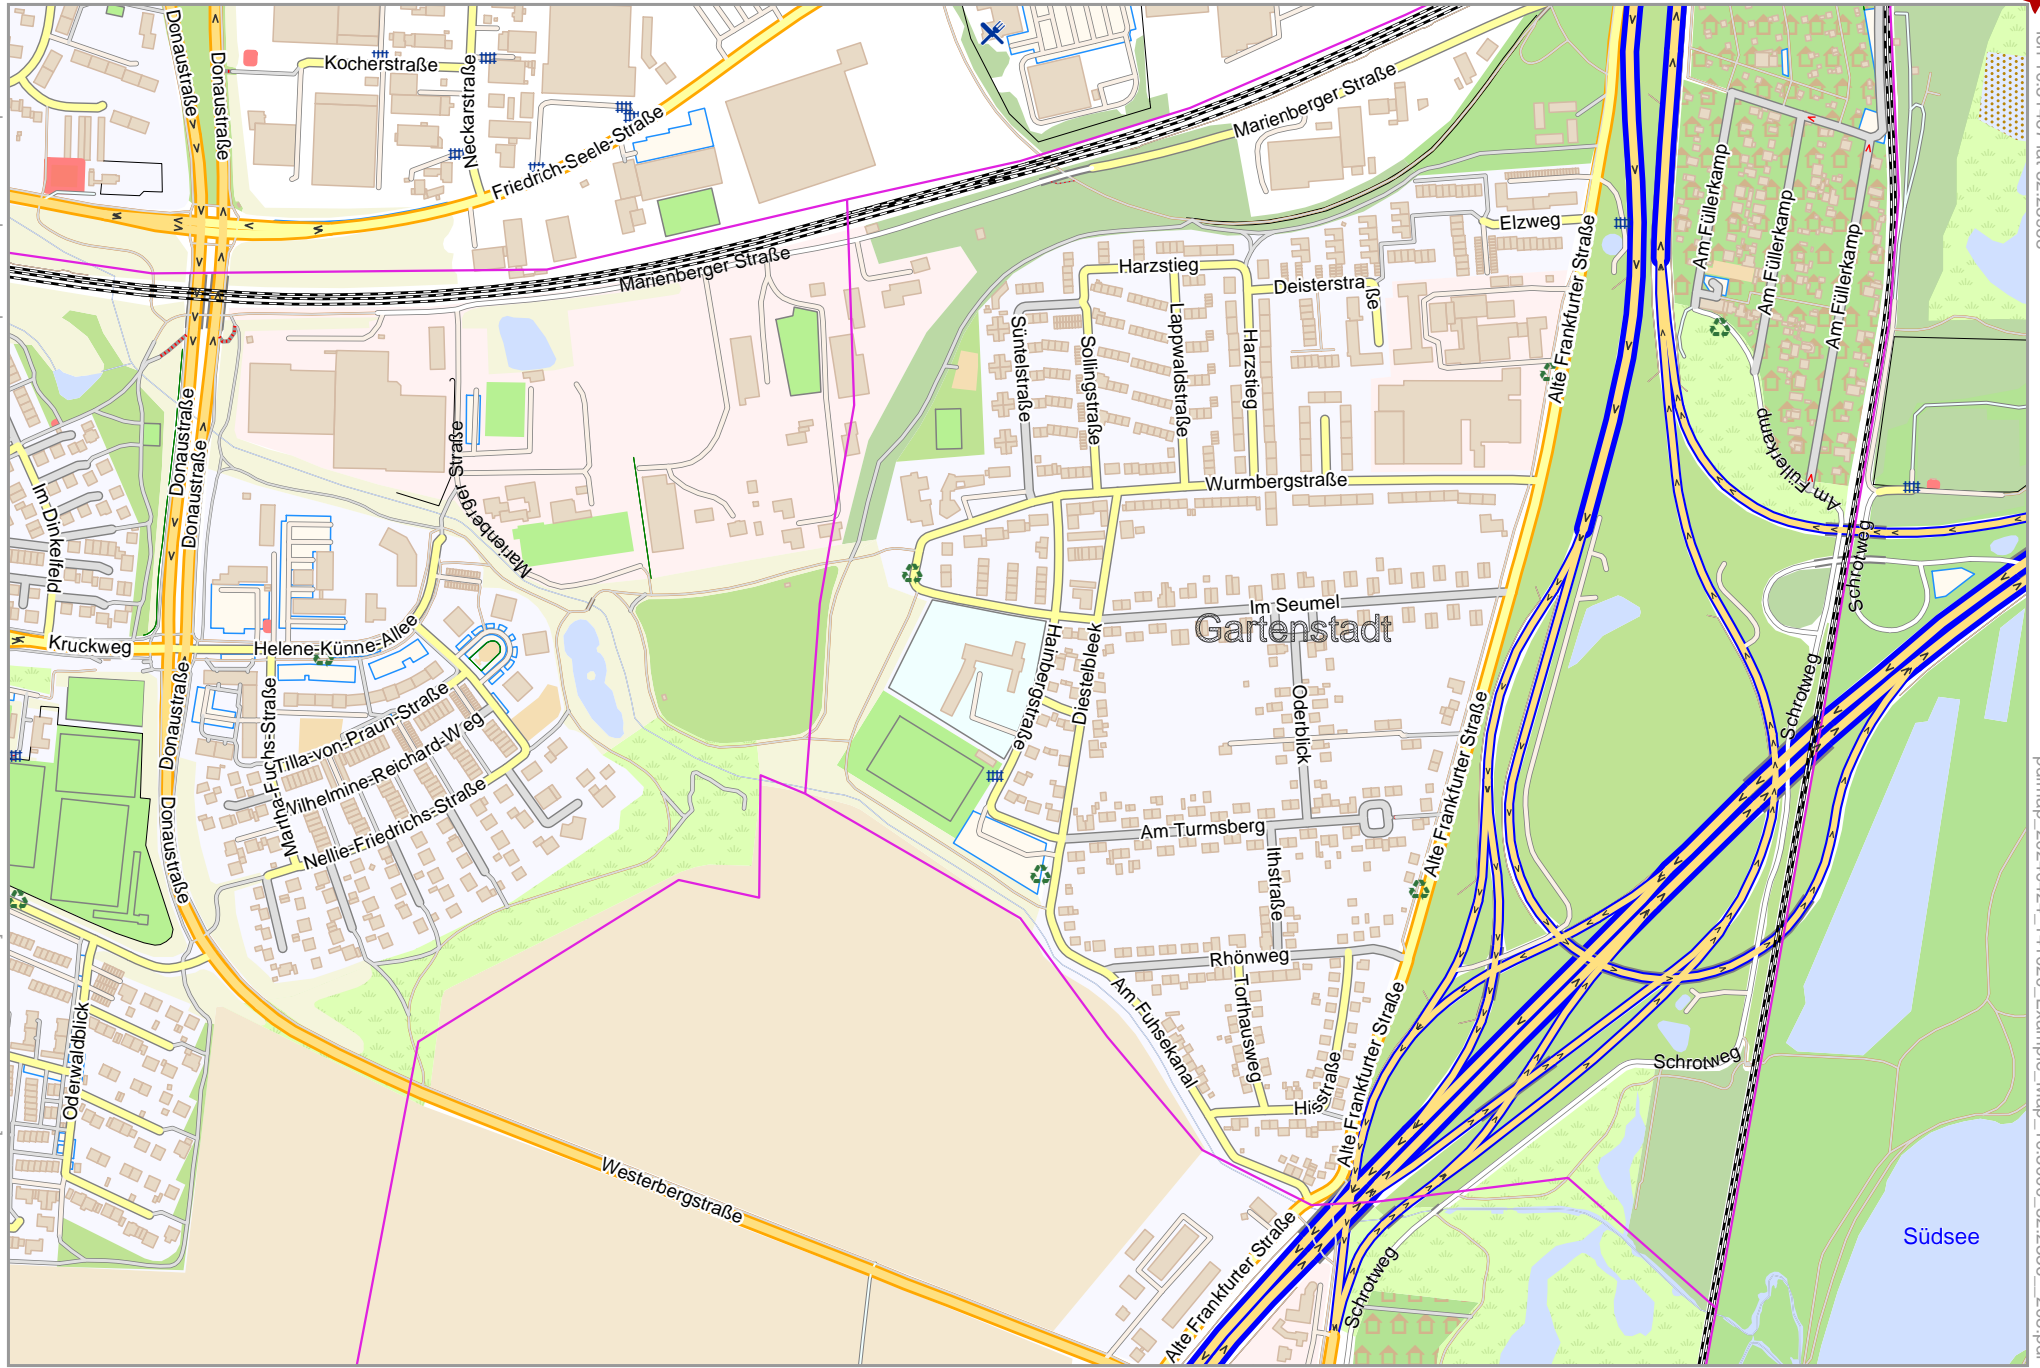 Donaustraße
Donaustraße
Kocherstraße
Neckarstraße
Friedrich-Seele-Straße
Marienberger Straße
Am Füllerkamp
Am Füllerkamp
Am Füllerkamp
Elzweg
Alte Frankfurter Straße
Marienberger Straße
Harzstieg
Deisterstraße
Süntelstraße
Sollingstraße
Lappwaldstraße
Harzstieg
Donaustraße
Donaustraße
Marienberger Straße
Marienberger
Wurmbergstraße
Am Füllerkamp
Im Dinkelfeld
Schrotweg
Im Seumel
Gartenstadt
Kruckweg
Helene-Künne-Allee
Hainbergstraße
Diestelbleek
Oderblick
Schrotweg
Donaustraße
Martha-Fuchs-Straße
Tilla-von-Praun-Straße
Wilhelmine-Reichard-Weg
Nellie-Friedrichs-Straße
Alte Frankfurter Straße
Donaustraße
Am Turmsberg
Ithstraße
Rhönweg
Torfhausweg
Am Fuhsekanal
Alte Frankfurter Straße
Schrotweg
Oderwaldblick
Westerbergstraße
Alte Frankfurter Straße
Schrotweg
Südsee